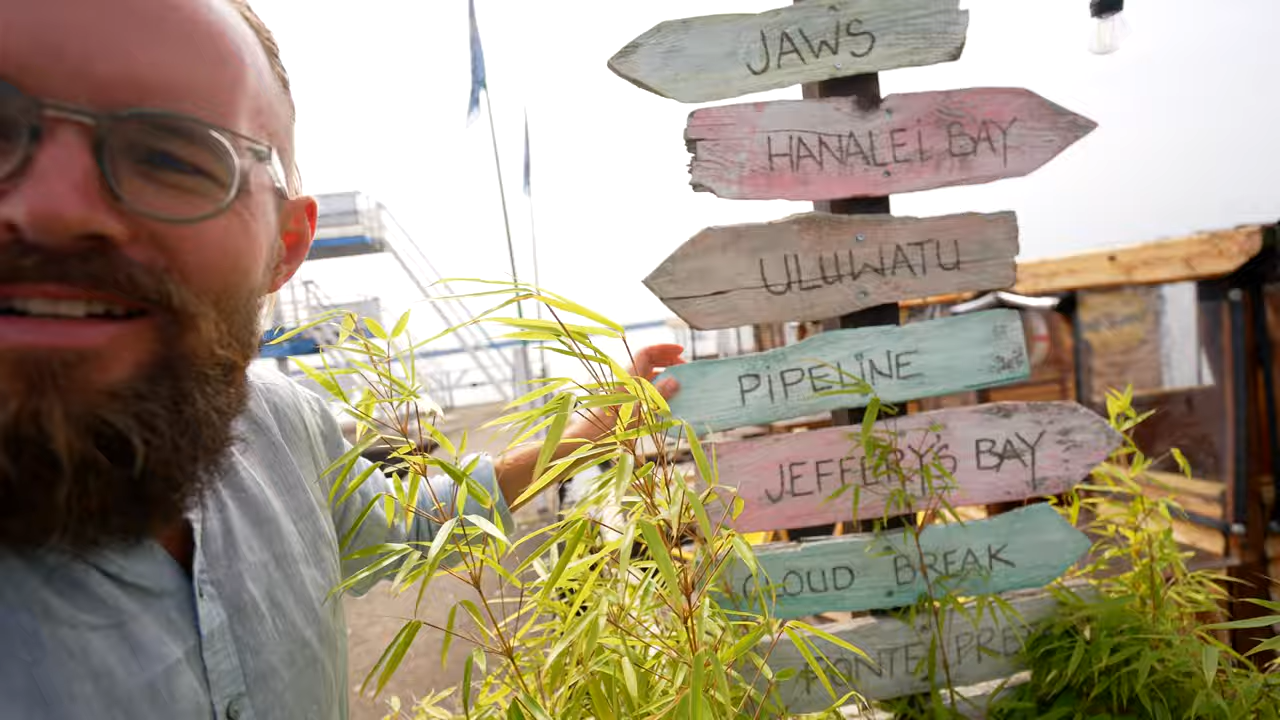 JAWS
HANALEI BAY
ULUWATU
PIPELINE
JEFFERYS BAY
CLOUD BREAK